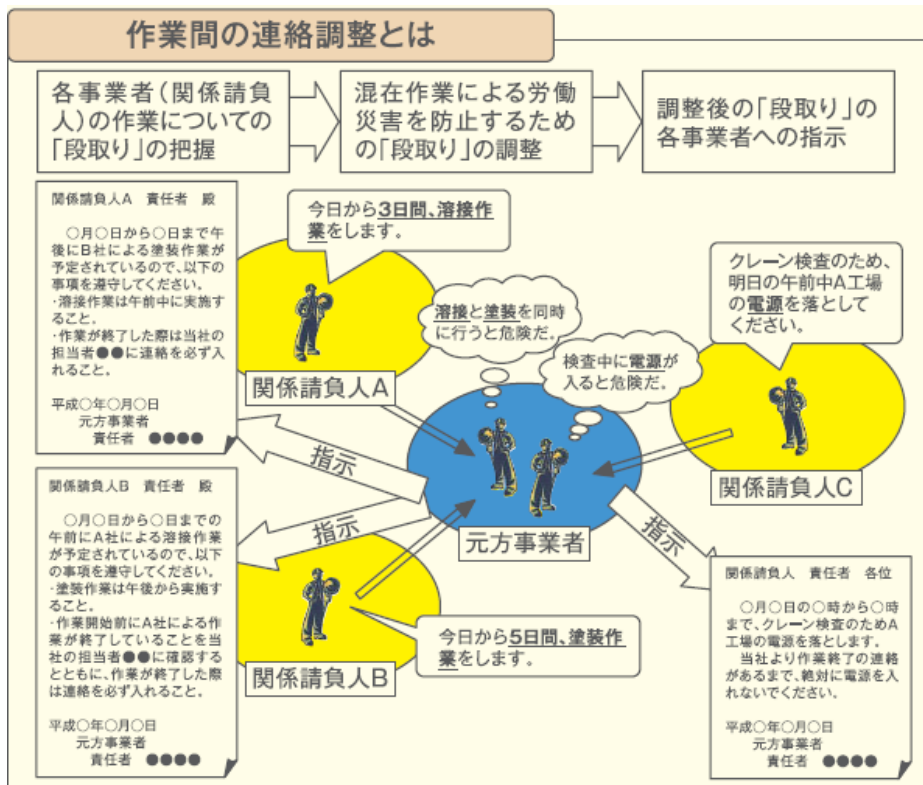 作業間の連絡調整とは
各事業者（関係請負
人）の作業についての
「段取り」の把握
混在作業による労働
災害を防止するため
の「段取り」の調整
調整後の「段取り」の
各事業者への指示
関係請負人A　責任者　殿
○月○日から○日まで午
後にB社による塗装作業が
予定されているので、以下の
事項を遵守してください。
・溶接作業は午前中に実施す
ること。
・作業が終了した際は当社の
担当者●●に連絡を必ず入
れること。
平成○年○月○日
元方事業者
責任者　●●●●
今日から3日間、溶接作
業をします。
関係請負人A
溶接と塗装を同時
に行うと危険だ。
検査中に電源が
入ると危険だ。
クレーン検査のため、
明日の午前中A工場
の電源を落として
ください。
関係請負人C
元方事業者
指示
指示
指示
関係請負人B　責任者　殿
○月○日から○日までの
午前にA社による溶接作業
が予定されているので、以下
の事項を遵守してください。
・塗装作業は午後から実施す
ること。
・作業開始前にA社による作
業が終了していることを当
社の担当者●●に確認する
とともに、作業が終了した際
は連絡を必ず入れること。
平成○年○月○日
元方事業者
責任者　●●●●
今日から5日間、塗装作
業をします。
関係請負人B
関係請負人　責任者　各位
○月○日の○時から○時
まで、クレーン検査のためA
工場の電源を落とします。
当社より作業終了の連絡
があるまで、絶対に電源を入
れないでください。
平成○年○月○日
元方事業者
責任者　●●●●